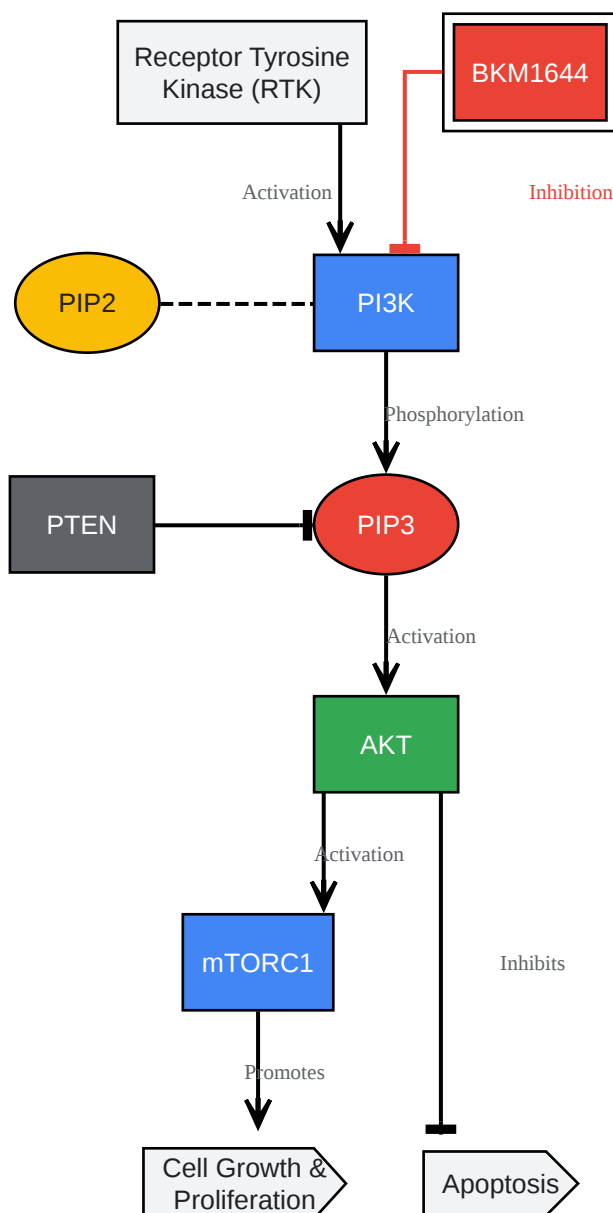 Receptor Tyrosine
Kinase (RTK)
BKM1644
Activation
Inhibition
PIP2
PI3K
Phosphorylation
PTEN
PIP3
Activation
AKT
Activation
mTORC1
Inhibits
Promotes
Cell Growth &
Proliferation
Apoptosis